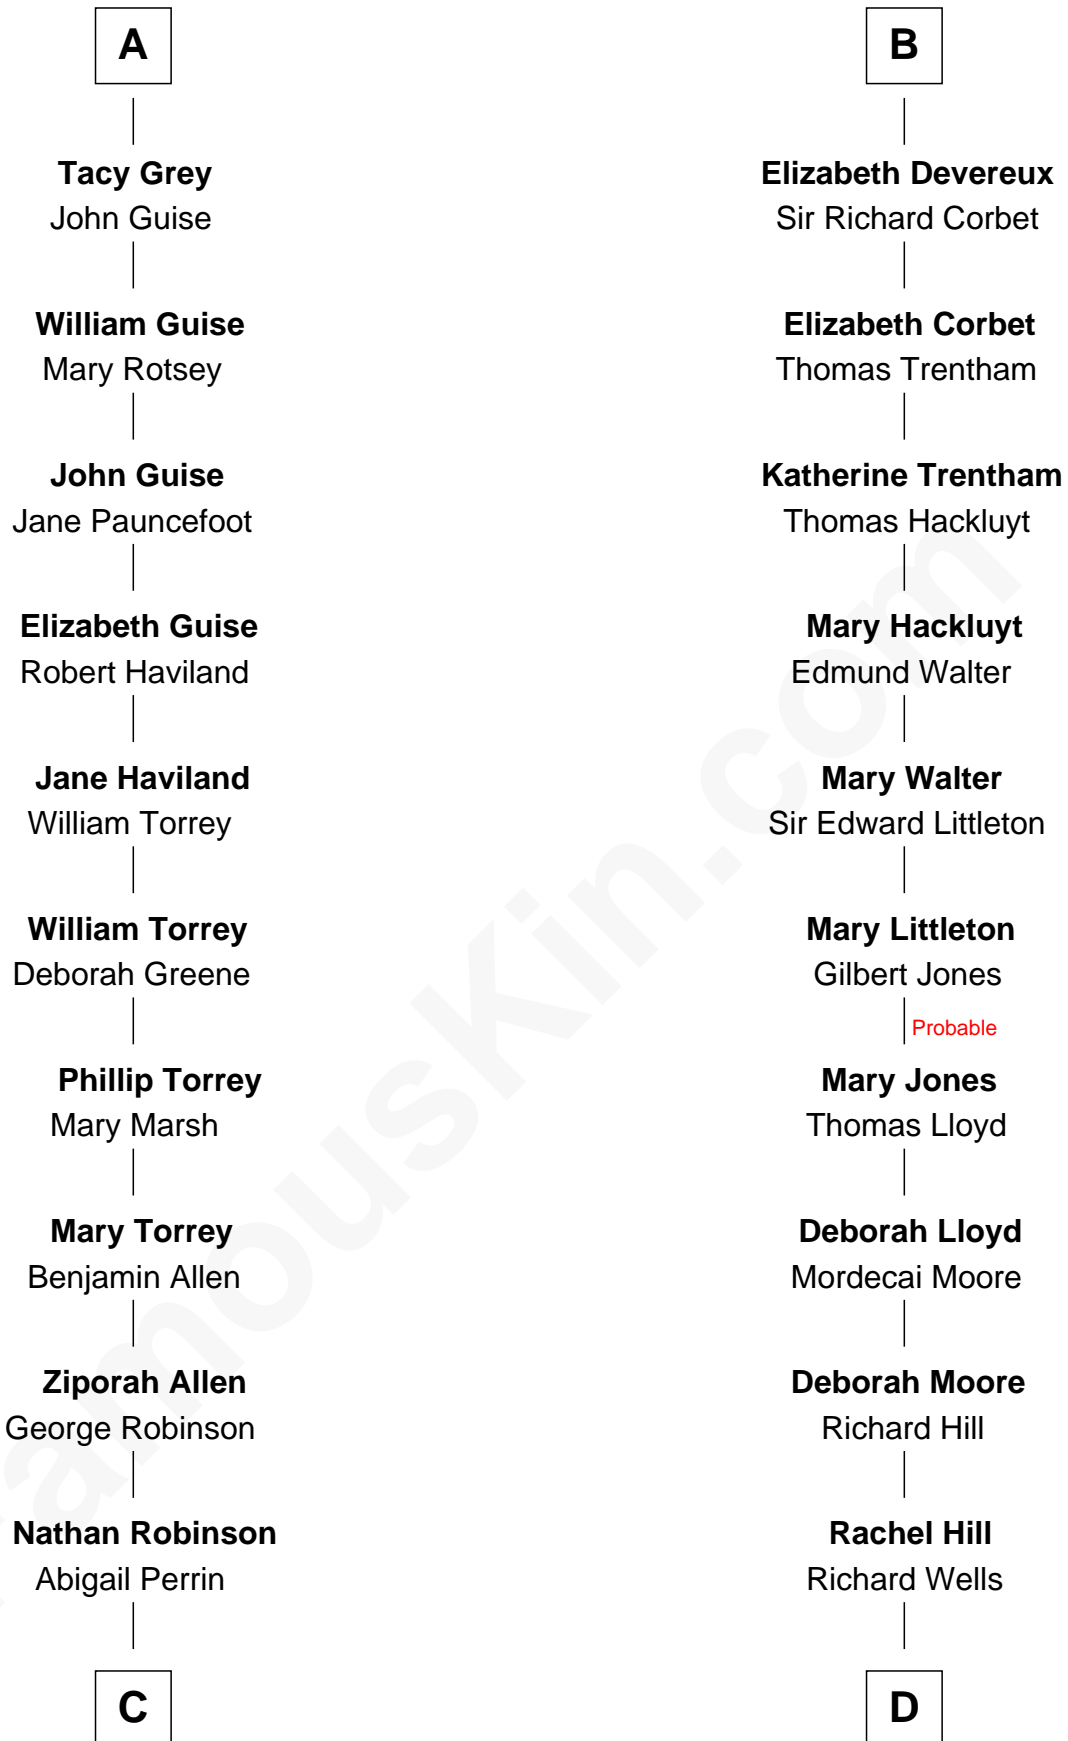 A
Tacy Grey
John Guise
William Guise
Mary Rotsey
John Guise
Jane Pauncefoot
Elizabeth Guise
Robert Haviland
Jane Haviland
William Torrey
William Torrey
Deborah Greene
Phillip Torrey
Mary Marsh
Mary Torrey
Benjamin Allen
Ziporah Allen
George Robinson
Nathan Robinson
Abigail Perrin
C
B
Elizabeth Devereux
Sir Richard Corbet
Elizabeth Corbet
Thomas Trentham
Katherine Trentham
Thomas Hackluyt
Mary Hackluyt
Edmund Walter
Mary Walter
Sir Edward Littleton
Mary Littleton
Gilbert Jones
Probable
Mary Jones
Thomas Lloyd
Deborah Lloyd
Mordecai Moore
Deborah Moore
Richard Hill
Rachel Hill
Richard Wells
D
FamousKin.com